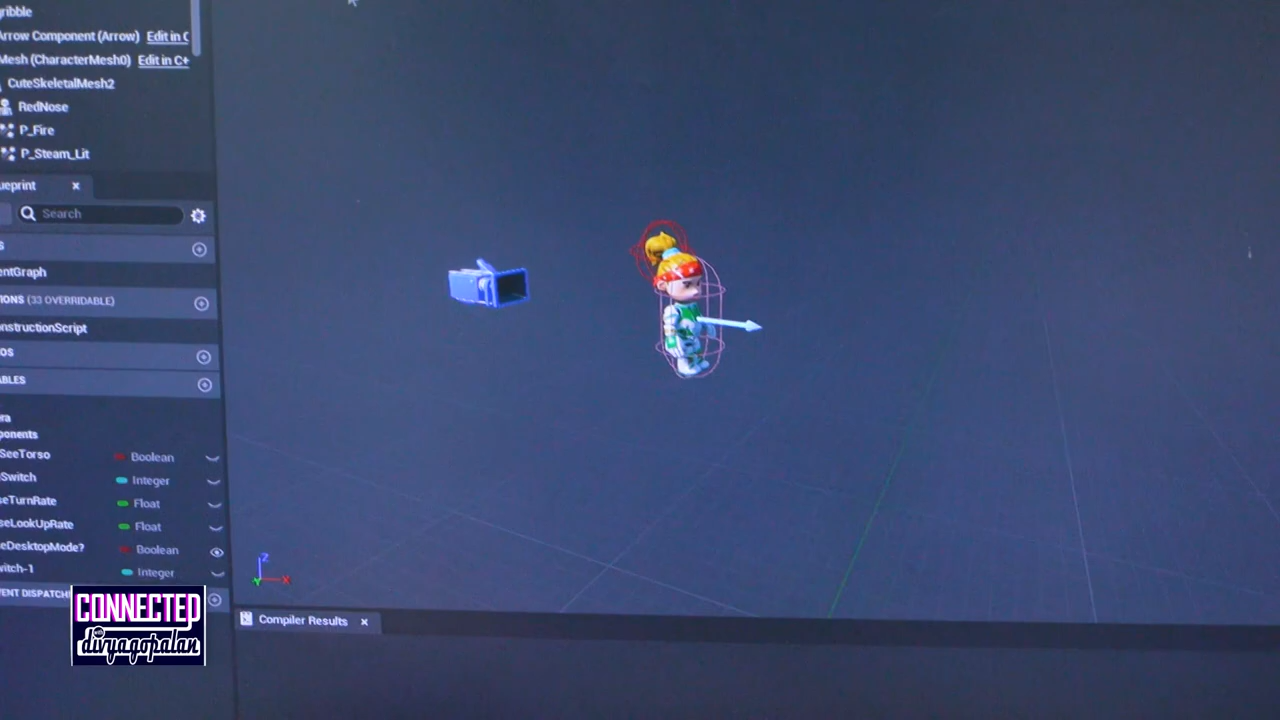 gribble
Arrow Component (Arrow) Edit in C
Mesh (CharacterMesh0) Edit in C+
CuteSkeletalMesh2
RedNose
P_Fire
P_Steam_Lit
ueprint
Search
S
entGraph
IONS (33 OVERRIDABLE)
onstructionScript
OS
ABLES
ra
ponents
SeeTorso Boolean
Switch Integer
seTurnRate Float
seLookUpRate Float
eDesktopMode? Boolean
witch-1 Integer
VENT DISPATCH
Z
X
Y
Compiler Results
CONNECTED
divyagopalan